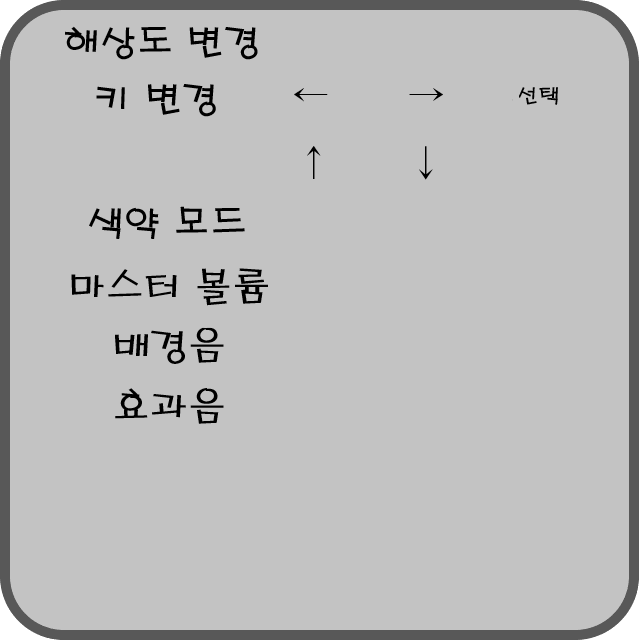 해상도 변경
키 변경 ← → 선택
↑ ↓
색약 모드
마스터 볼륨
배경음
효과음